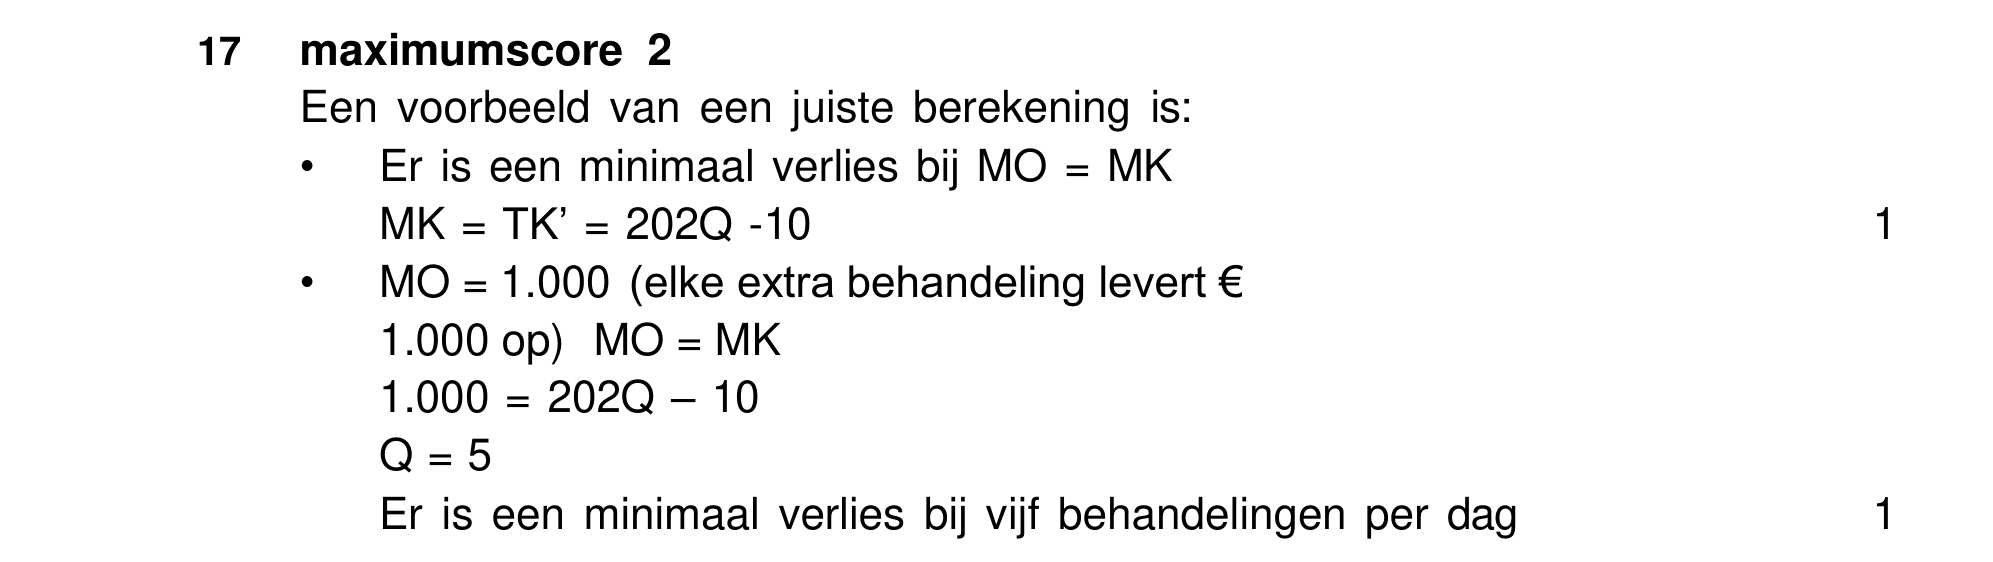 17 maximumscore 2
Een voorbeeld van een juiste berekening is:
• Er is een minimaal verlies bij MO = MK
MK = TK’ = 202Q -10 1
• MO = 1.000 (elke extra behandeling levert €
1.000 op) MO = MK
1.000 = 202Q – 10
Q = 5
Er is een minimaal verlies bij vijf behandelingen per dag 1